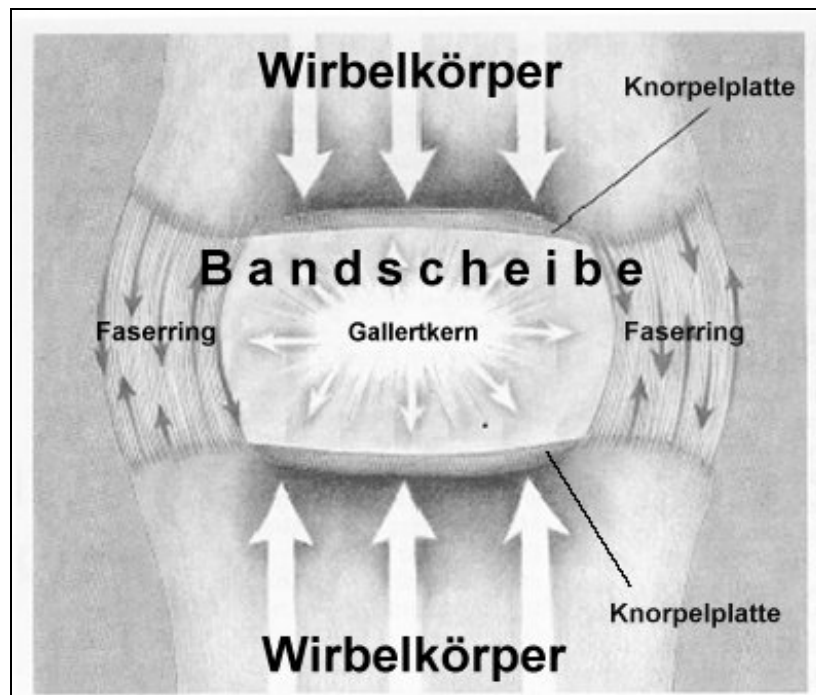 Wirbelkörper
Knorpelplatte
Bandscheibe
Faserring
Gallertkern
Faserring
Knorpelplatte
Wirbelkörper